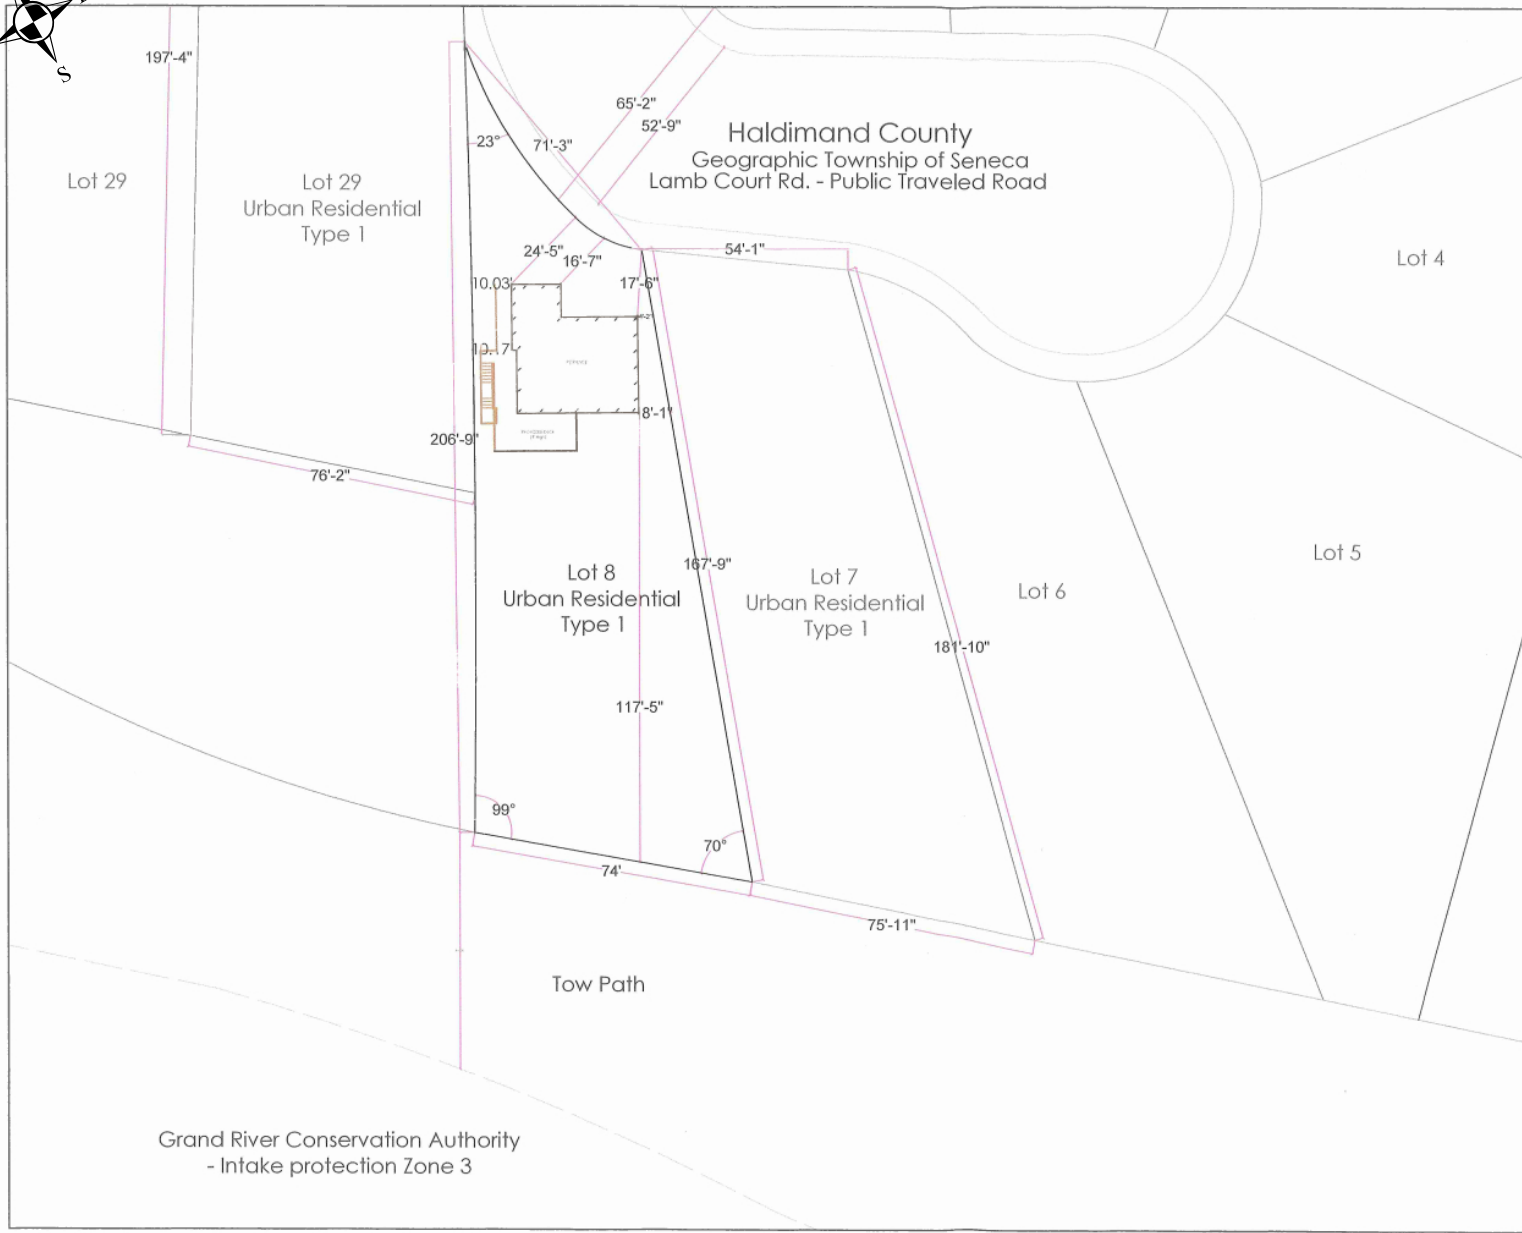 S
197'-4"
65'-2"
52'-9"
Haldimand County
Geographic Township of Seneca
Lamb Court Rd. - Public Traveled Road
23°
71'-3"
Lot 29
Lot 29
Urban Residential
Type 1
24'-5"
16'-7"
54'-1"
Lot 4
10.03'
17'-6"
10.17'
8'-1"
206'-9"
76'-2"
Lot 5
167'-9"
Lot 8
Urban Residential
Type 1
Lot 7
Urban Residential
Type 1
Lot 6
181'-10"
117'-5"
99°
70°
74'
75'-11"
Tow Path
Grand River Conservation Authority
- Intake protection Zone 3